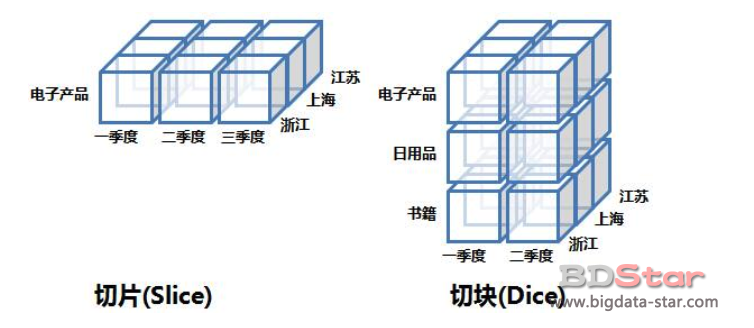 电子产品
一季度
二季度
三季度
浙江
上海
江苏
切片(Slice)
电子产品
日用品
书籍
一季度
二季度
浙江
上海
江苏
切块(Dice)
BDStar
www.bigdata-star.com